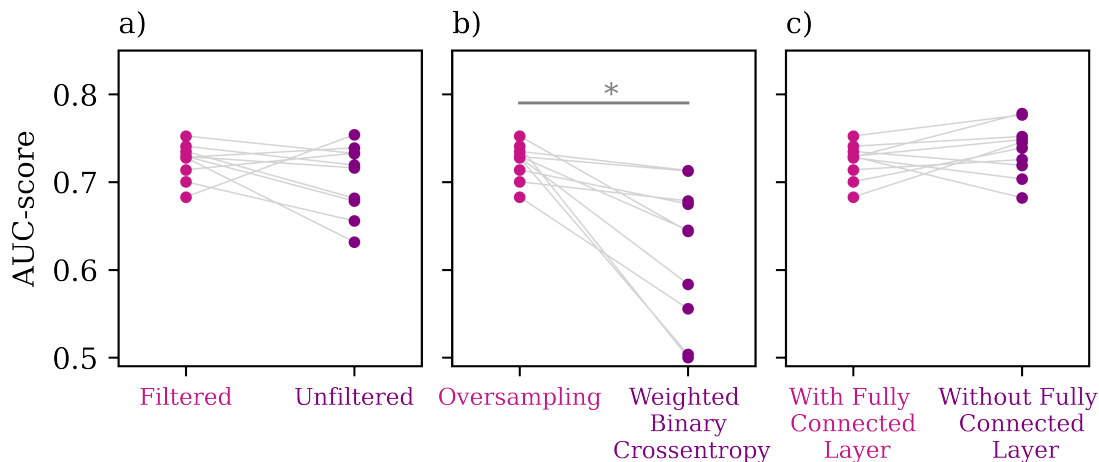 a)
b)
c)
*
0.8
0.7
0.6
0.5
AUC-score
Filtered
Unfiltered
Oversampling
Weighted
Binary
Crossentropy
With Fully
Connected
Layer
Without Fully
Connected
Layer